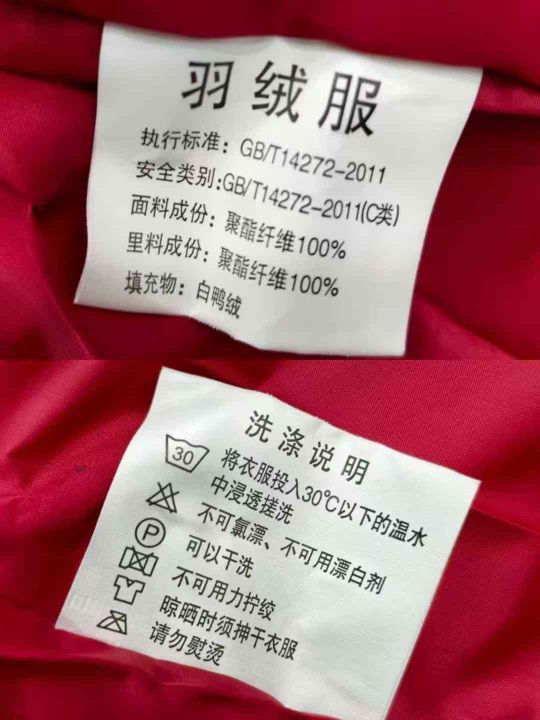 羽绒服
执行标准：GB/T14272-2011
安全类别:GB/T14272-2011(C类)
面料成份：聚酯纤维100%
里料成份：聚酯纤维100%
填充物：白鸭绒
洗涤说明
30 将衣服投入30℃以下的温水
中浸透搓洗
不可氯漂、不可用漂白剂
P 可以干洗
不可用力拧绞
晾晒时须抻干衣服
请勿熨烫